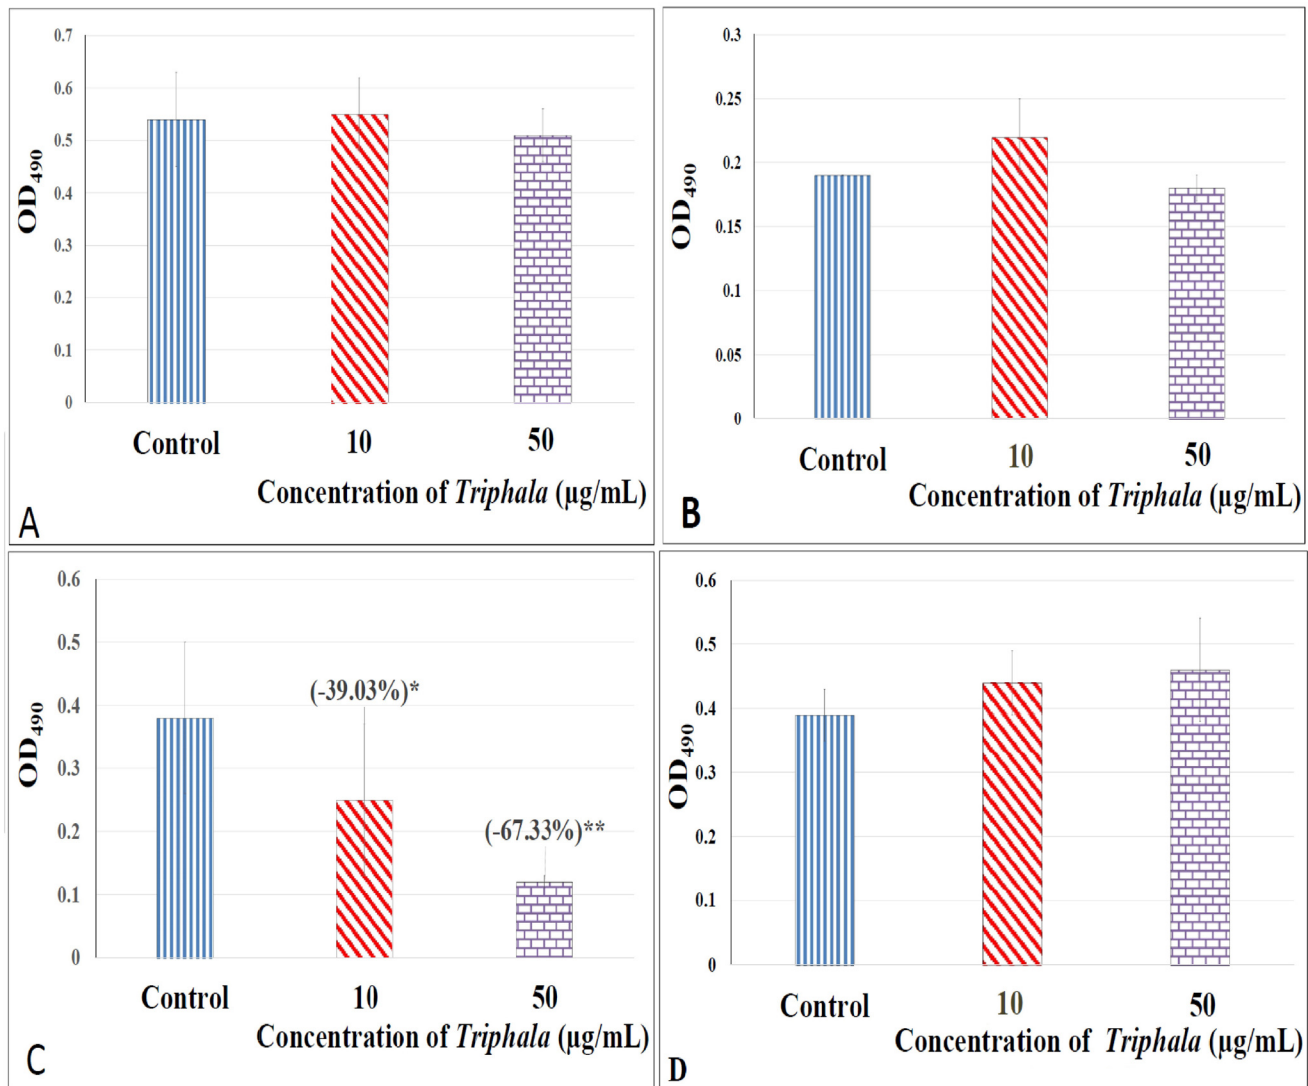 0.7
0.6
0.5
0.4
0.3
0.2
0.1
0
OD490
Control 10 50
Concentration of Triphala (µg/mL)
A
0.3
0.25
0.2
0.15
0.1
0.05
0
OD490
Control 10 50
Concentration of Triphala (µg/mL)
B
0.6
0.5
0.4
0.3
0.2
0.1
0
OD490
(-39.03%)*
(-67.33%)**
Control 10 50
Concentration of Triphala (µg/mL)
C
0.6
0.5
0.4
0.3
0.2
0.1
0
OD490
Control 10 50
Concentration of Triphala (µg/mL)
D